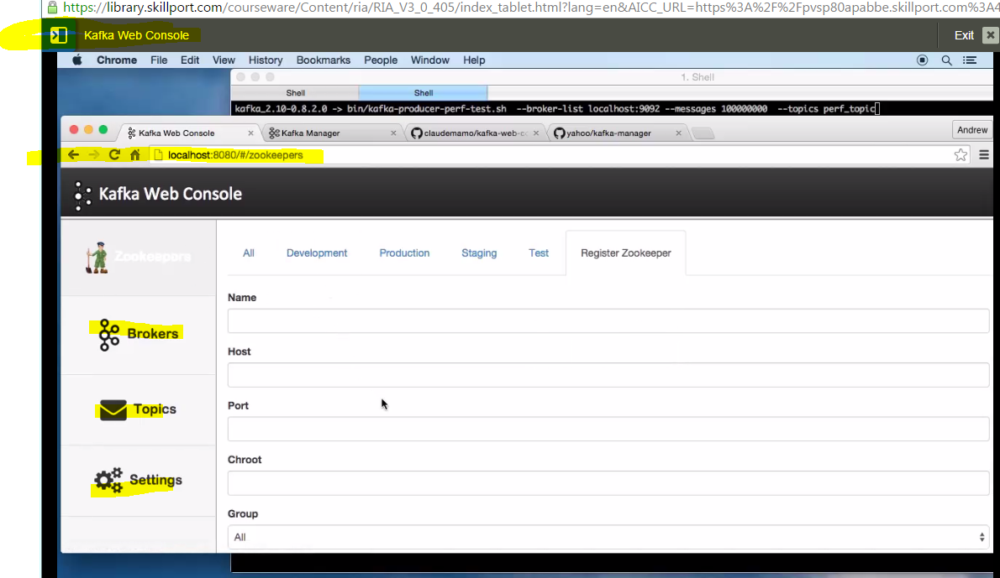 https://library.skillport.com/courseware/Content/ria/RIA_V3_0_405/index_tablet.html?lang=en&AICC_URL=https%3A%2F%2Fpvsp80apabbe.skillport.com%3A4
Kafka Web Console Exit
Chrome File Edit View History Bookmarks People Window Help
1. Shell
Shell Shell
kafka_2.10-0.8.2.0 -> bin/kafka-producer-perf-test.sh --broker-list localhost:9092 --messages 100000000 --topics perf_topic
Kafka Web Console Kafka Manager claudemamo/kafka-web-co yahoo/kafka-manager Andrew
localhost:8080/#/zookeepers
Kafka Web Console
Zookeepers
All Development Production Staging Test Register Zookeeper
Name
Brokers
Host
Topics
Port
Chroot
Settings
Group
All